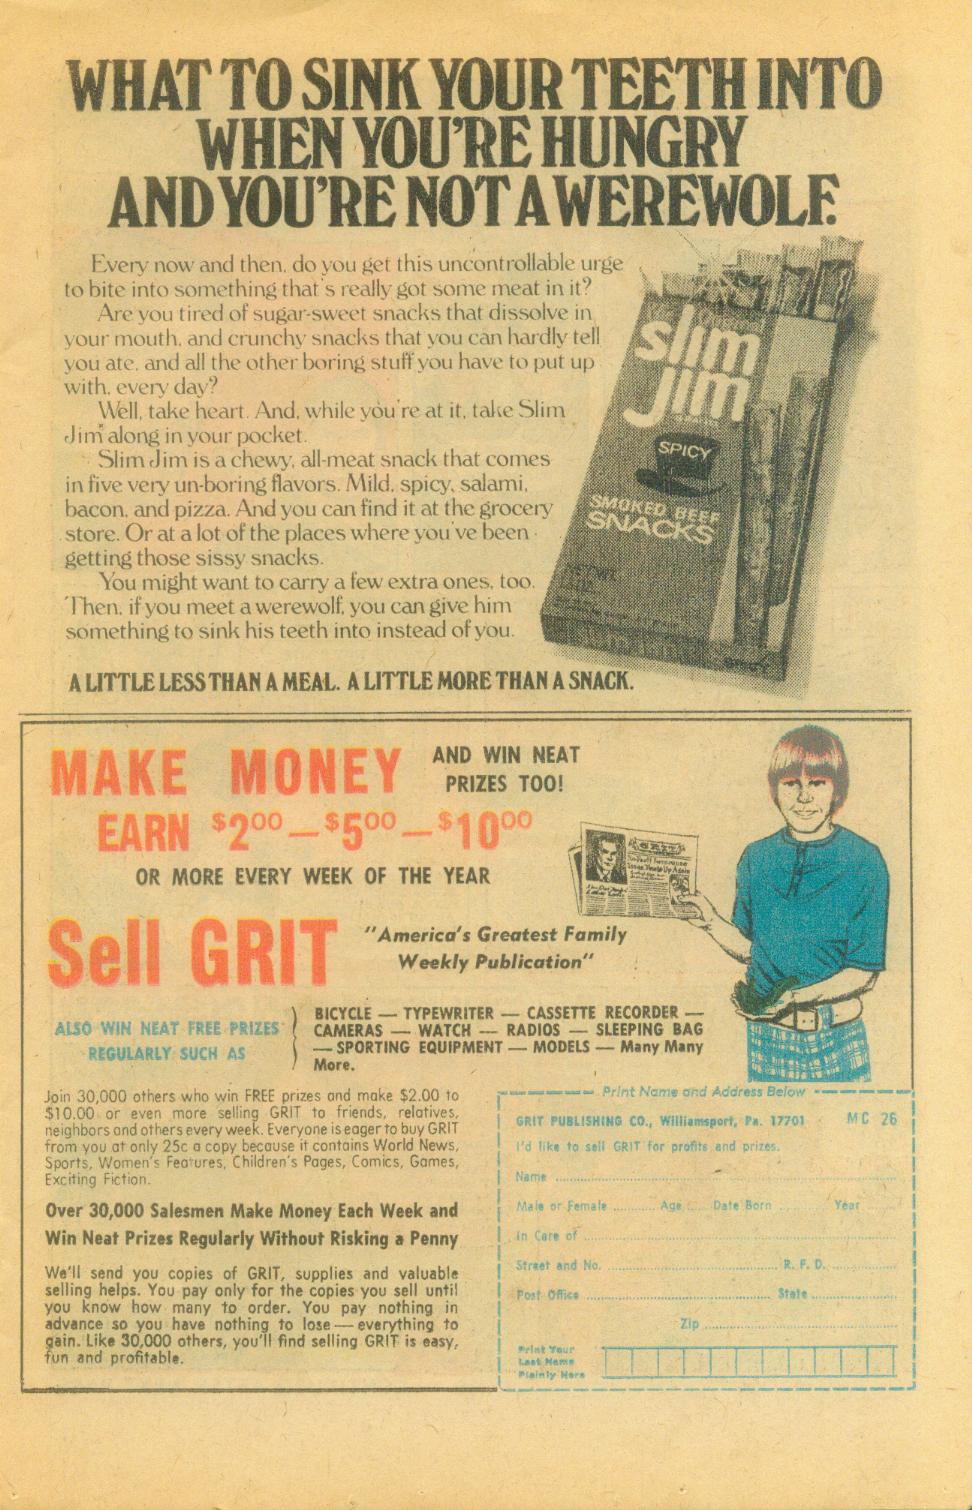 WHAT TO SINK YOUR TEETH INTO
WHEN YOU'RE HUNGRY
AND YOU'RE NOT A WEREWOLF.
Every now and then, do you get this uncontrollable urge
to bite into something that's really got some meat in it?
Are you tired of sugar-sweet snacks that dissolve in
your mouth, and crunchy snacks that you can hardly tell
you ate, and all the other boring stuff you have to put up
with, every day?
Well, take heart. And, while you're at it, take Slim
Jim along in your pocket.
Slim Jim is a chewy, all-meat snack that comes
in five very un-boring flavors. Mild, spicy, salami,
bacon, and pizza. And you can find it at the grocery
store. Or at a lot of the places where you've been
getting those sissy snacks.
You might want to carry a few extra ones, too.
Then, if you meet a werewolf, you can give him
something to sink his teeth into instead of you.
slim
jim
SPICY
SMOKED BEEF
SNACKS
SPICY
A LITTLE LESS THAN A MEAL. A LITTLE MORE THAN A SNACK.
MAKE MONEY
AND WIN NEAT
PRIZES TOO!
EARN $2.00 — $5.00 — $10.00
OR MORE EVERY WEEK OF THE YEAR
GRIT
Sell GRIT
"America's Greatest Family
Weekly Publication"
ALSO WIN NEAT FREE PRIZES
REGULARLY SUCH AS
BICYCLE — TYPEWRITER — CASSETTE RECORDER —
CAMERAS — WATCH — RADIOS — SLEEPING BAG
— SPORTING EQUIPMENT — MODELS — Many Many
More.
Join 30,000 others who win FREE prizes and make $2.00 to
$10.00 or even more selling GRIT to friends, relatives,
neighbors and others every week. Everyone is eager to buy GRIT
from you at only 25c a copy because it contains World News,
Sports, Women's Features, Children's Pages, Comics, Games,
Exciting Fiction.
Over 30,000 Salesmen Make Money Each Week and
Win Neat Prizes Regularly Without Risking a Penny
We'll send you copies of GRIT, supplies and valuable
selling helps. You pay only for the copies you sell until
you know how many to order. You pay nothing in
advance so you have nothing to lose — everything to
gain. Like 30,000 others, you'll find selling GRIT is easy,
fun and profitable.
Print Name and Address Below
GRIT PUBLISHING CO., Williamsport, Pa. 17701 MC 26
I'd like to sell GRIT for profits and prizes.
Name
Male or Female Age Date Born Year
In Care of
Street and No. R. F. D.
Post Office State
Zip
Print Your
Last Name
Plainly Here